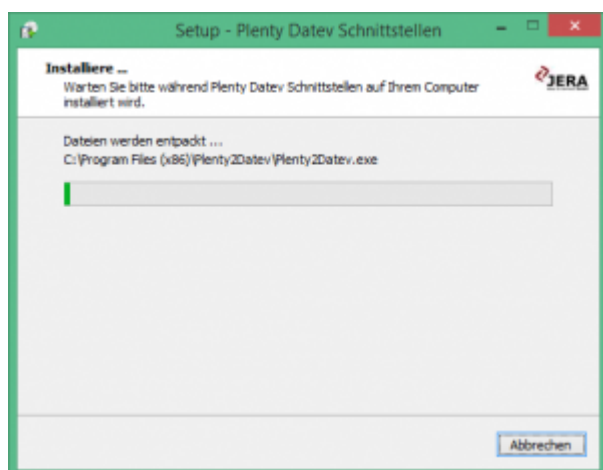 Setup - Plenty Datev Schnittstellen
Installiere ...
Warten Sie bitte während Plenty Datev Schnittstellen auf Ihrem Computer
installiert wird.
JERA
Dateien werden entpackt ...
C:\Program Files (x86)\Plenty2Datev\Plenty2Datev.exe
Abbrechen